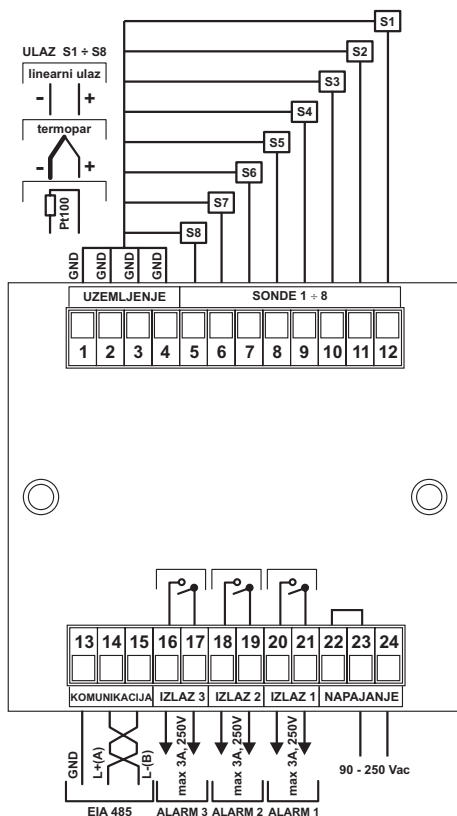 ULAZ S1 ÷ S8
linearni ulaz
- +
termopar
- +
Pt100
S1
S2
S3
S4
S5
S6
S7
S8
GND GND GND GND
UZEMLJENJE SONDE 1 ÷ 8
1 2 3 4 5 6 7 8 9 10 11 12
13 14 15 16 17 18 19 20 21 22 23 24
KOMUNIKACIJA IZLAZ 3 IZLAZ 2 IZLAZ 1 NAPAJANJE
GND L+(A) L-(B) max 3A,250V max 3A,250V max 3A,250V
90 - 250 Vac
EIA 485 ALARM 3 ALARM 2 ALARM 1